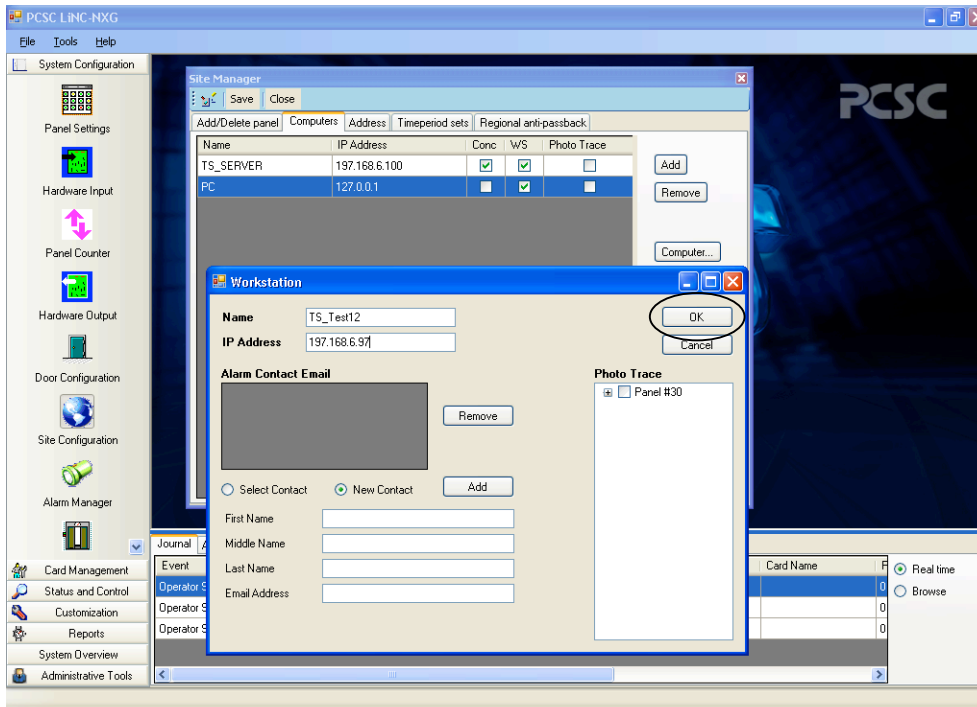 PCSC LiNC-NXG
File Tools Help
System Configuration
Panel Settings
Hardware Input
Panel Counter
Hardware Output
Door Configuration
Site Configuration
Alarm Manager
Card Management
Status and Control
Customization
Reports
System Overview
Administrative Tools
PCSC
Site Manager
Save Close
Add/Delete panel Computers Address Timeperiod sets Regional anti-passback
Name IP Address Conc WS Photo Trace
TS_SERVER 197.168.6.100
PC 127.0.0.1
Add
Remove
Computer...
Workstation
Name TS_Test12
IP Address 197.168.6.97
OK
Cancel
Alarm Contact Email
Remove
Select Contact New Contact Add
First Name
Middle Name
Last Name
Email Address
Photo Trace
Panel #30
Journal
Event Card Name
Operator
0
Operator
0
Operator
0
Real time
Browse